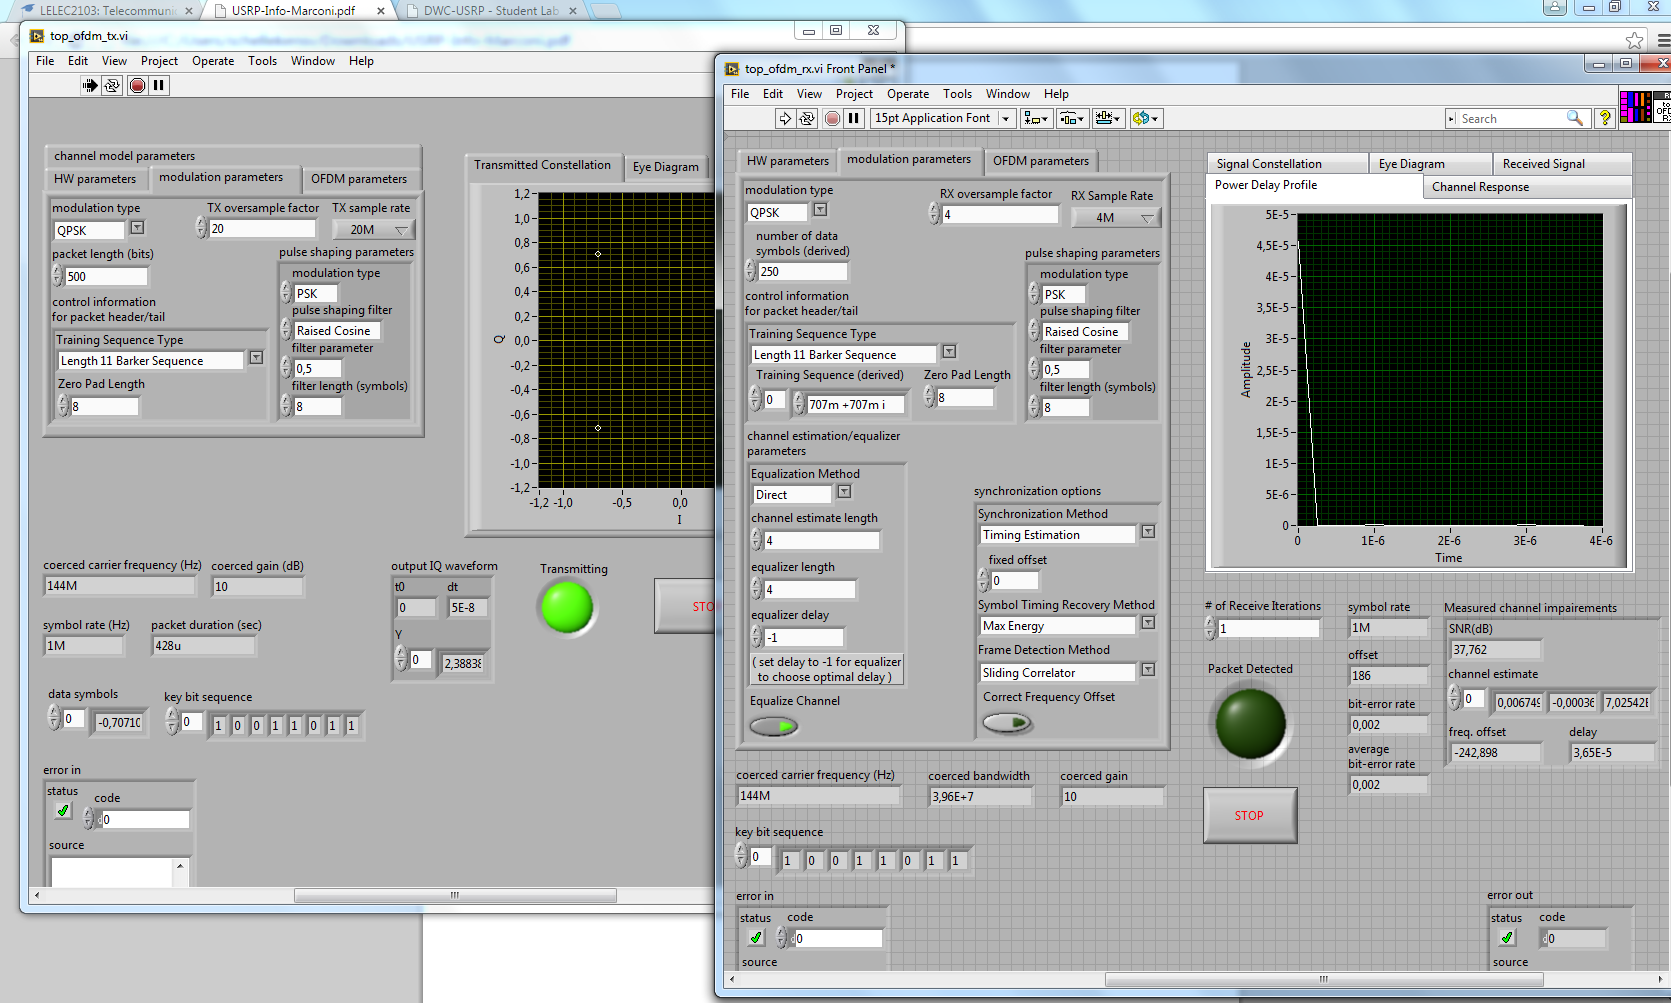 LELEC2103: Telecommunic
USRP-Info-Marconi.pdf
DWC-USRP - Student Lab
top_ofdm_tx.vi
File Edit View Project Operate Tools Window Help
channel model parameters
HW parameters modulation parameters OFDM parameters
modulation type
QPSK
TX oversample factor
20
TX sample rate
20M
packet length (bits)
500
control information
for packet header/tail
Training Sequence Type
Length 11 Barker Sequence
Zero Pad Length
8
pulse shaping parameters
modulation type
PSK
pulse shaping filter
Raised Cosine
filter parameter
0,5
filter length (symbols)
8
Transmitted Constellation Eye Diagram
1,2
1,0
0,8
0,6
0,4
0,2
0,0
-0,2
-0,4
-0,6
-0,8
-1,0
-1,2
Q
-1,2 -1,0 -0,5 0,0
I
coerced carrier frequency (Hz)
144M
coerced gain (dB)
10
symbol rate (Hz)
1M
packet duration (sec)
428u
output IQ waveform
t0 dt
0 5E-8
Y
0 2,38838
Transmitting
STO
data symbols
0 -0,7071
key bit sequence
0 1 0 0 1 1 0 1 1
error in
status code
0
source
top_ofdm_rx.vi Front Panel *
File Edit View Project Operate Tools Window Help
15pt Application Font
Search
HW parameters modulation parameters OFDM parameters
modulation type
QPSK
RX oversample factor
4
RX Sample Rate
4M
number of data
symbols (derived)
250
control information
for packet header/tail
Training Sequence Type
Length 11 Barker Sequence
Training Sequence (derived)
0 707m +707m i
Zero Pad Length
8
pulse shaping parameters
modulation type
PSK
pulse shaping filter
Raised Cosine
filter parameter
0,5
filter length (symbols)
8
channel estimation/equalizer
parameters
Equalization Method
Direct
channel estimate length
4
equalizer length
4
equalizer delay
-1
( set delay to -1 for equalizer
to choose optimal delay )
Equalize Channel
synchronization options
Synchronization Method
Timing Estimation
fixed offset
0
Symbol Timing Recovery Method
Max Energy
Frame Detection Method
Sliding Correlator
Correct Frequency Offset
coerced carrier frequency (Hz)
144M
coerced bandwidth
3,96E+7
coerced gain
10
key bit sequence
0 1 0 0 1 1 0 1 1
error in
status code
0
source
Signal Constellation Eye Diagram Received Signal
Power Delay Profile Channel Response
5E-5
4,5E-5
4E-5
3,5E-5
3E-5
2,5E-5
2E-5
1,5E-5
1E-5
5E-6
0
Amplitude
0 1E-6 2E-6 3E-6 4E-6
Time
# of Receive Iterations
1
Packet Detected
STOP
symbol rate
1M
offset
186
bit-error rate
0,002
average
bit-error rate
0,002
Measured channel impairements
SNR(dB)
37,762
channel estimate
0 0,006749 -0,00036 7,02542E
freq. offset
-242,898
delay
3,65E-5
error out
status code
0
source